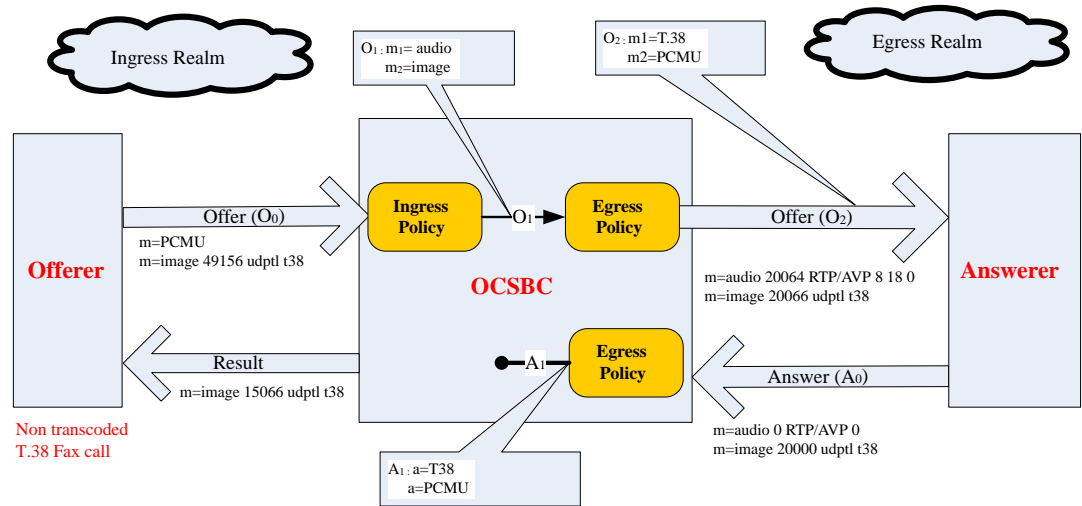 Ingress Realm
O1 : m1= audio
m2=image
O2 : m1=T.38
m2=PCMU
Egress Realm
Offer (O0)
Ingress
Policy
O1
Egress
Policy
Offer (O2)
m=PCMU
m=image 49156 udptl t38
Offerer
OCSBC
m=audio 20064 RTP/AVP 8 18 0
m=image 20066 udptl t38
Answerer
Result
m=image 15066 udptl t38
A1
Egress
Policy
Answer (A0)
Non transcoded
T.38 Fax call
m=audio 0 RTP/AVP 0
m=image 20000 udptl t38
A1 : a=T38
a=PCMU